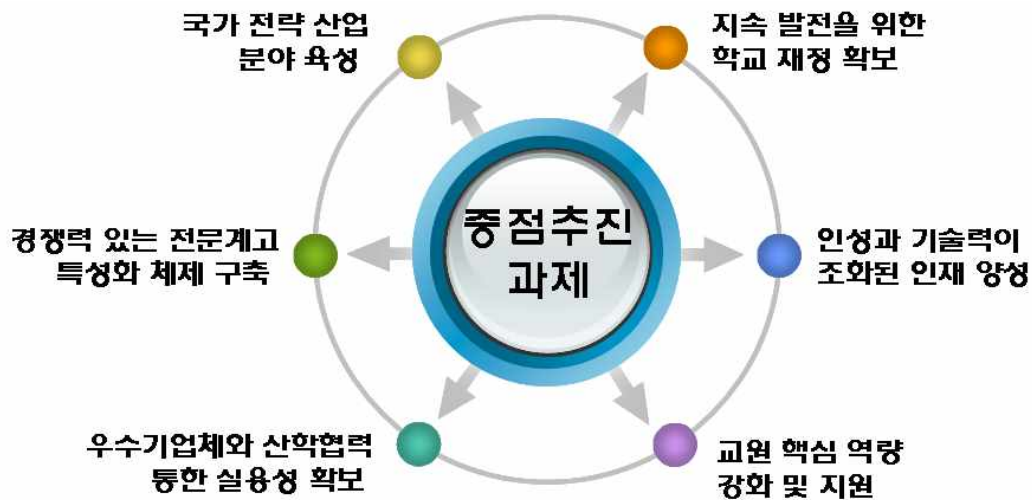 국가 전략 산업
분야 육성
지속 발전을 위한
학교 재정 확보
경쟁력 있는 전문계고
특성화 체제 구축
중점추진
과제
인성과 기술력이
조화된 인재 양성
우수기업체와 산학협력
통한 실용성 확보
교원 핵심 역량
강화 및 지원